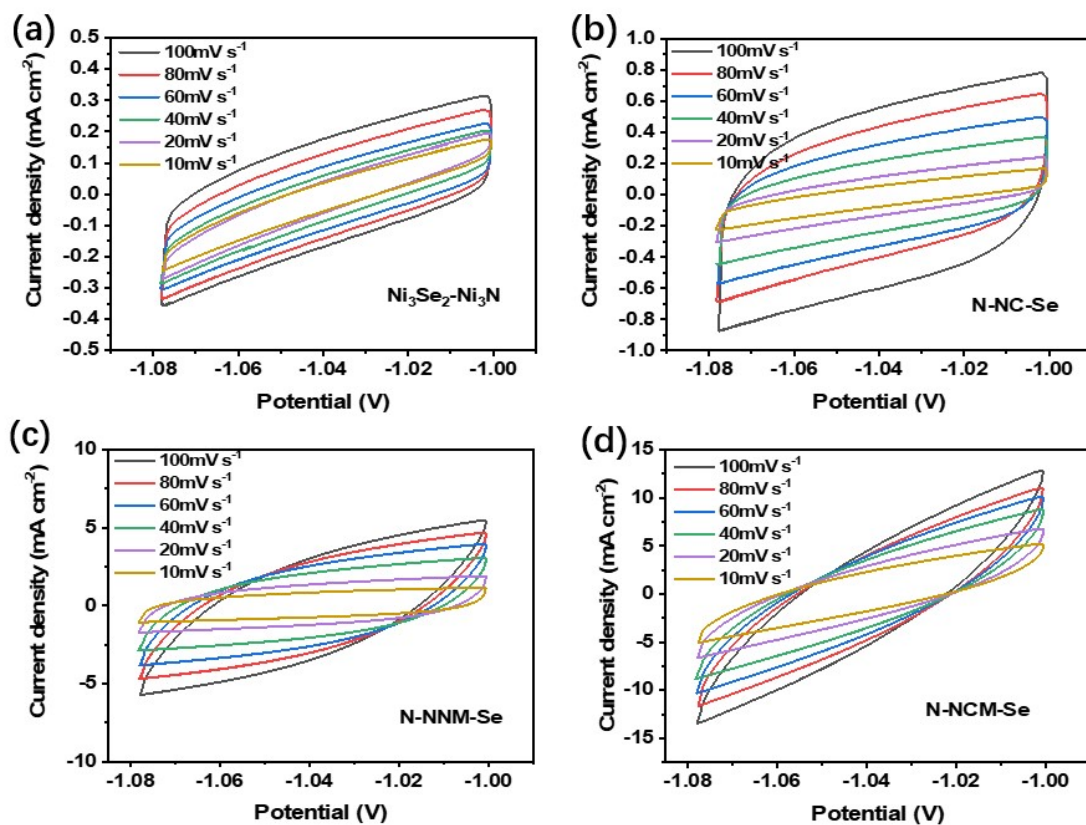 (a)
0.5
0.4
0.3
0.2
0.1
0.0
-0.1
-0.2
-0.3
-0.4
-0.5
Current density (mA cm⁻²)
100mV s⁻¹
80mV s⁻¹
60mV s⁻¹
40mV s⁻¹
20mV s⁻¹
10mV s⁻¹
Ni₃Se₂-Ni₃N
-1.08 -1.06 -1.04 -1.02 -1.00
Potential (V)
(b)
1.0
0.8
0.6
0.4
0.2
0.0
-0.2
-0.4
-0.6
-0.8
-1.0
Current density (mA cm⁻²)
100mV s⁻¹
80mV s⁻¹
60mV s⁻¹
40mV s⁻¹
20mV s⁻¹
10mV s⁻¹
N-NC-Se
-1.08 -1.06 -1.04 -1.02 -1.00
Potential (V)
(c)
10
5
0
-5
-10
Current density (mA cm⁻²)
100mV s⁻¹
80mV s⁻¹
60mV s⁻¹
40mV s⁻¹
20mV s⁻¹
10mV s⁻¹
N-NNM-Se
-1.08 -1.06 -1.04 -1.02 -1.00
Potential (V)
(d)
15
10
5
0
-5
-10
-15
Current density (mA cm⁻²)
100mV s⁻¹
80mV s⁻¹
60mV s⁻¹
40mV s⁻¹
20mV s⁻¹
10mV s⁻¹
N-NCM-Se
-1.08 -1.06 -1.04 -1.02 -1.00
Potential (V)